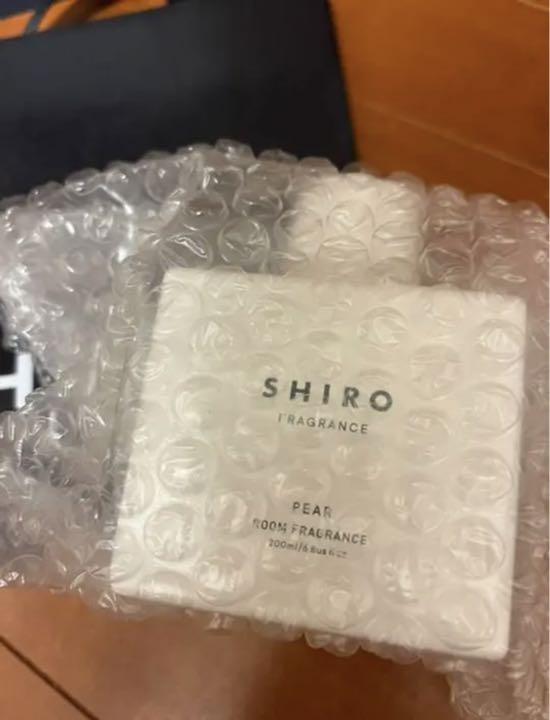 SHIRO
FRAGRANCE
PEAR
ROOM FRAGRANCE
200ml/6.8us fl oz